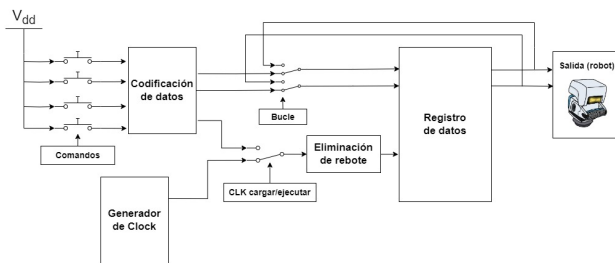 Vdd
Salida (robot)
Codificación
de datos
Registro
de datos
Bucle
Comandos
Eliminación
de rebote
CLK cargar/ejecutar
Generador
de Clock